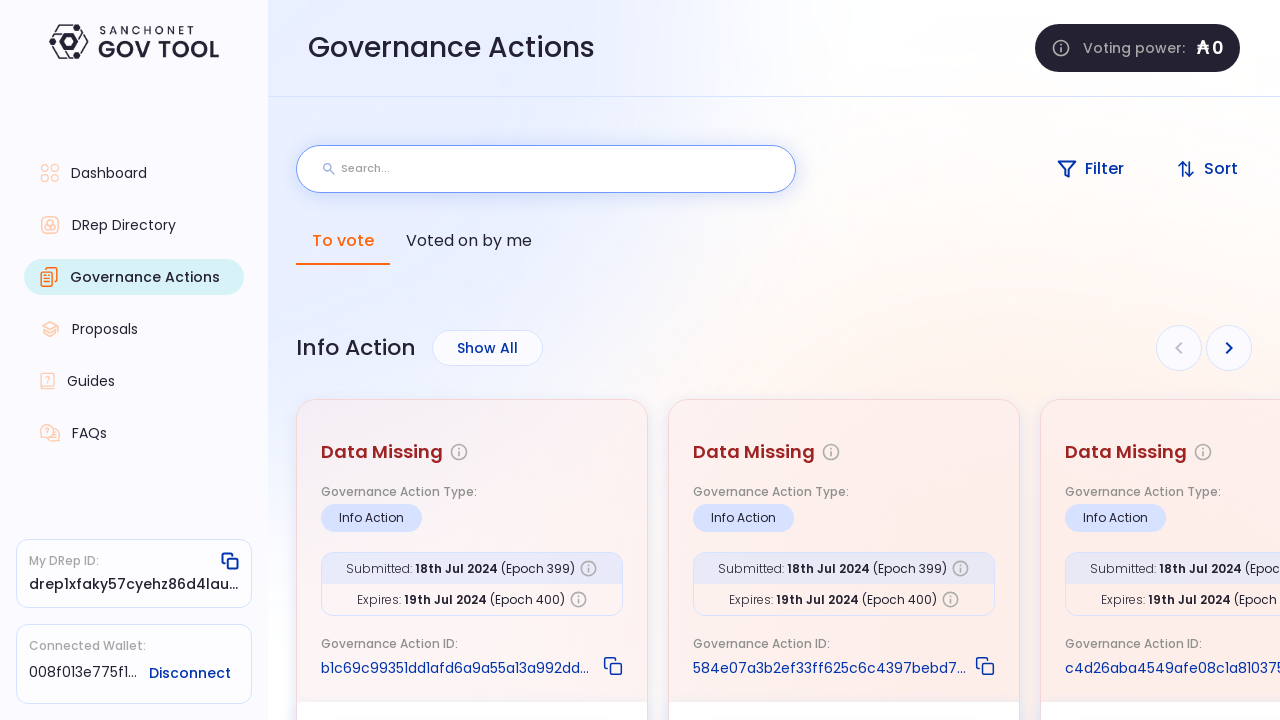 SANCHONET
GOV TOOL
Governance Actions
Voting power: ₳0
Dashboard
DRep Directory
Governance Actions
Proposals
Guides
FAQs
My DRep ID:
drep1xfaky57cyehz86d4lau...
Connected Wallet:
008f013e775f1... Disconnect
Search...
Filter
Sort
To vote
Voted on by me
Info Action
Show All
Data Missing
Governance Action Type:
Info Action
Submitted: 18th Jul 2024 (Epoch 399)
Expires: 19th Jul 2024 (Epoch 400)
Governance Action ID:
b1c69c99351dd1afd6a9a55a13a992dd...
Data Missing
Governance Action Type:
Info Action
Submitted: 18th Jul 2024 (Epoch 399)
Expires: 19th Jul 2024 (Epoch 400)
Governance Action ID:
584e07a3b2ef33ff625c6c4397bebd7...
Data Missing
Governance Action Type:
Info Action
Submitted: 18th Jul 2024 (Epoc
Expires: 19th Jul 2024 (Epoch
Governance Action ID:
c4d26aba4549afe08c1a810375